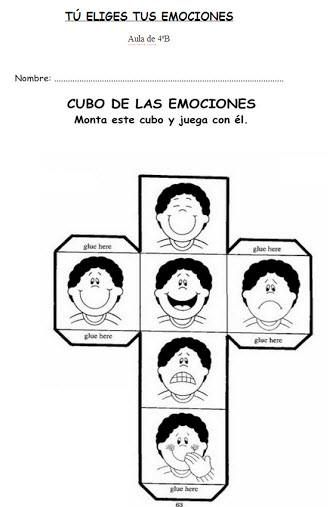 TÚ ELIGES TUS EMOCIONES
Aula de 4ºB
Nombre: ................................................................................
CUBO DE LAS EMOCIONES
Monta este cubo y juega con él.
glue here
glue here
glue here
glue here
glue here
63